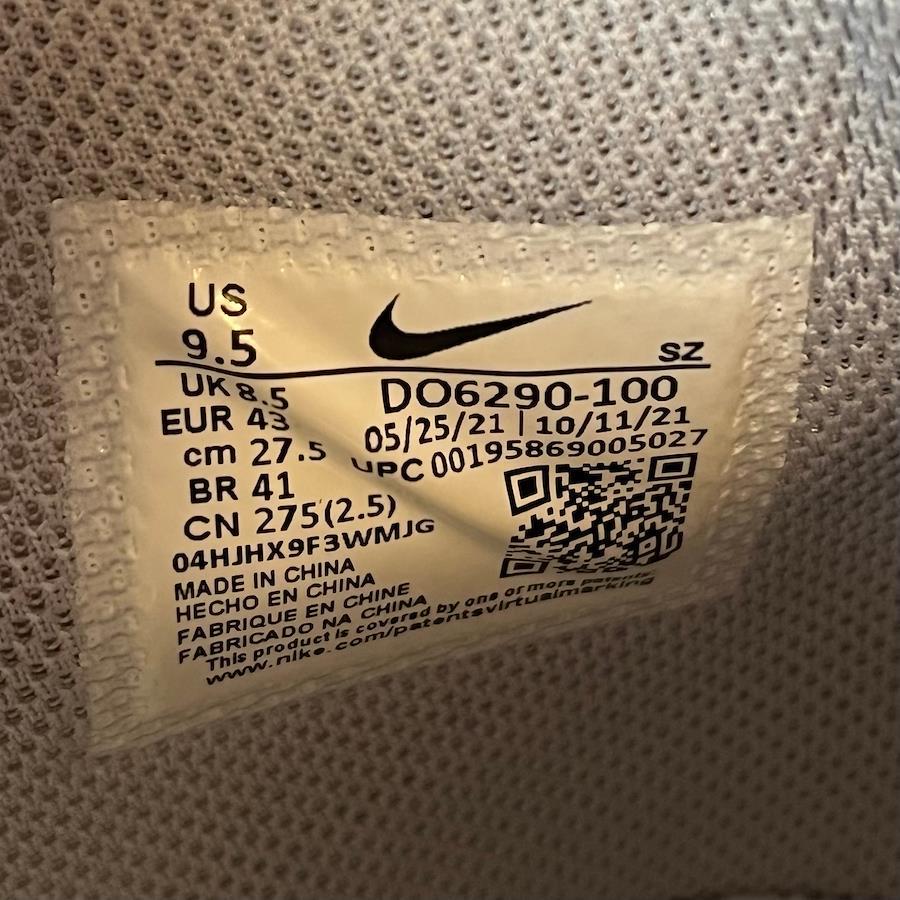 US
9.5
SZ
UK 8.5
DO6290-100
EUR 43
05/25/21 | 10/11/21
cm 27.5
UPC 00195869005027
BR 41
CN 275(2.5)
04HJHX9F3WMJG
MADE IN CHINA
HECHO EN CHINA
FABRIQUE EN CHINE
FABRICADO NA CHINA
This product is covered by one or more patents
www.nike.com/patentsvirtualmarking